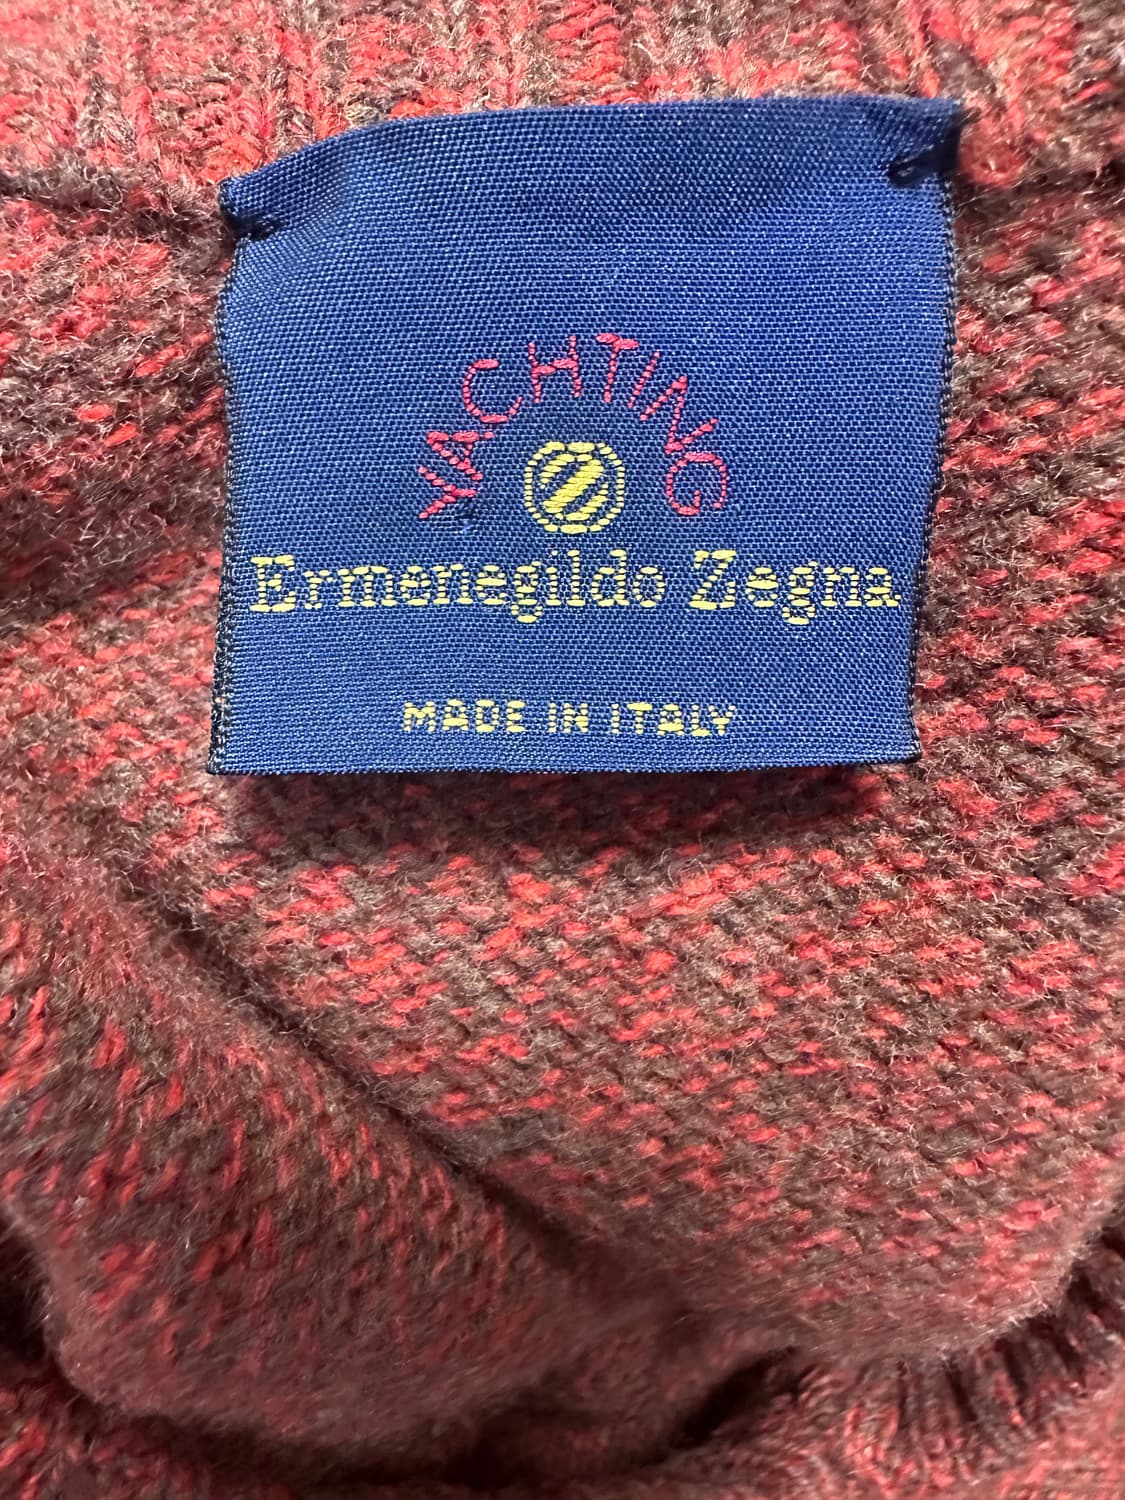 YACHTING
Z
Ermenegildo Zegna
MADE IN ITALY